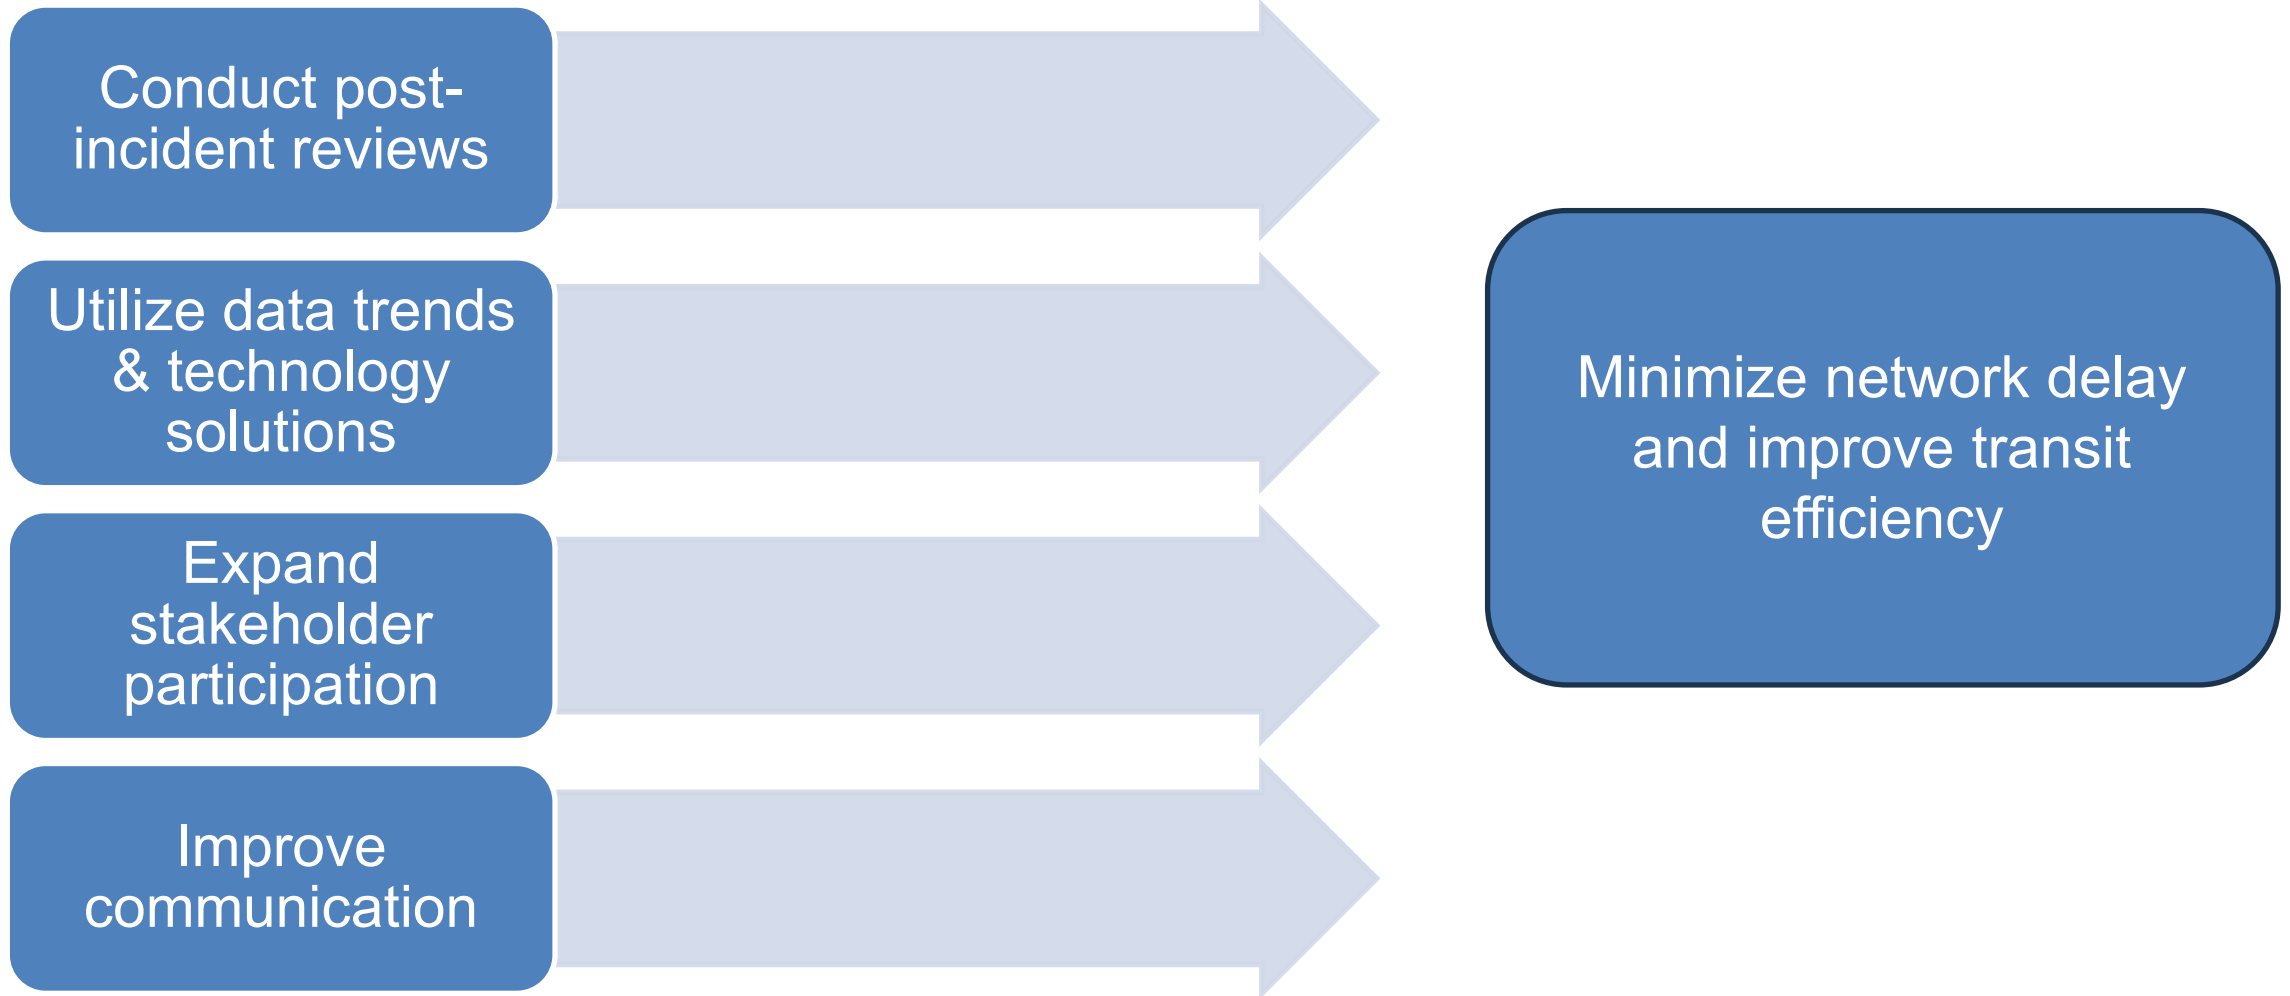 Conduct post-
incident reviews
Utilize data trends
& technology
solutions
Expand
stakeholder
participation
Improve
communication
Minimize network delay
and improve transit
efficiency